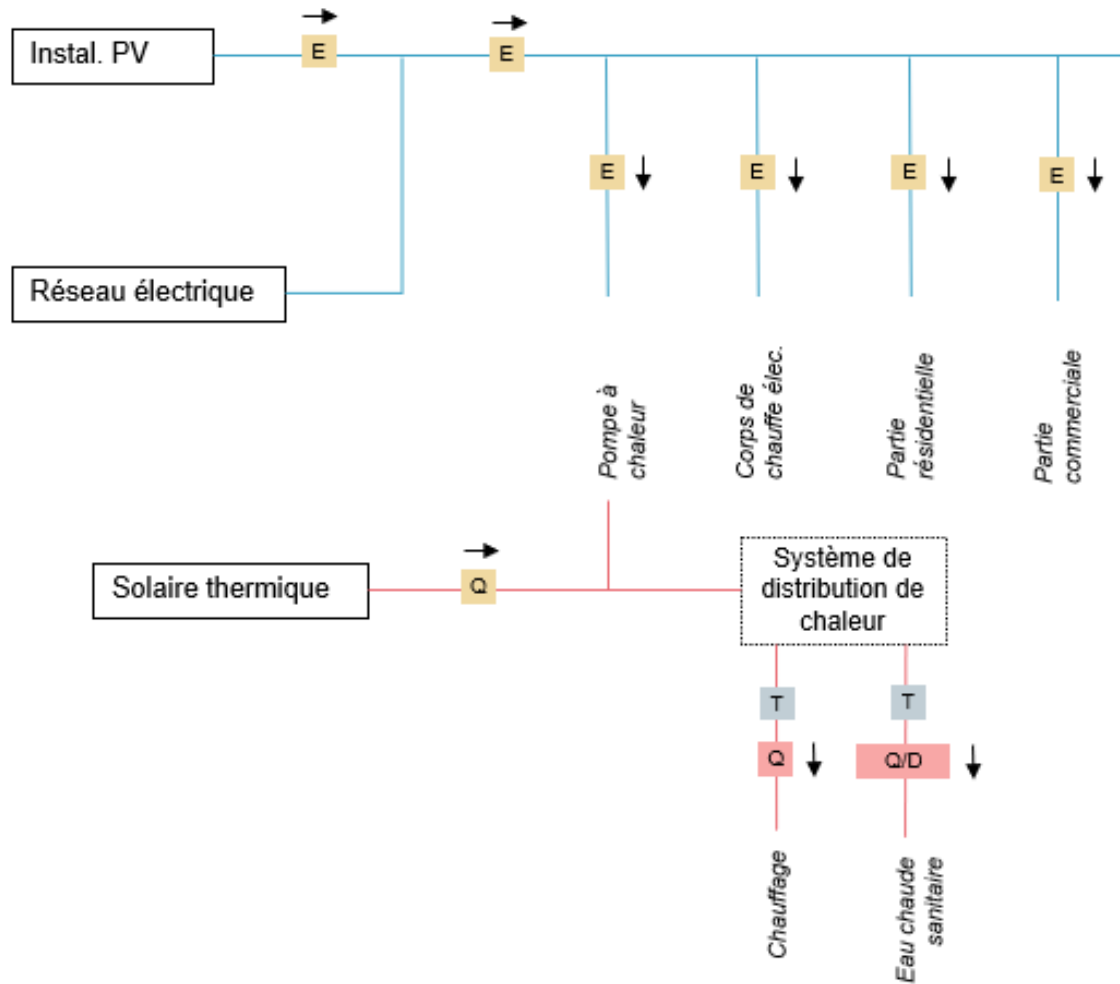 Instal. PV
E
E
E
E
E
E
Réseau électrique
Pompe à
chaleur
Corps de
chauffe élec.
Partie
résidentielle
Partie
commerciale
Solaire thermique
Q
Système de
distribution de
chaleur
T
T
Q
Q/D
Chauffage
Eau chaude
sanitaire